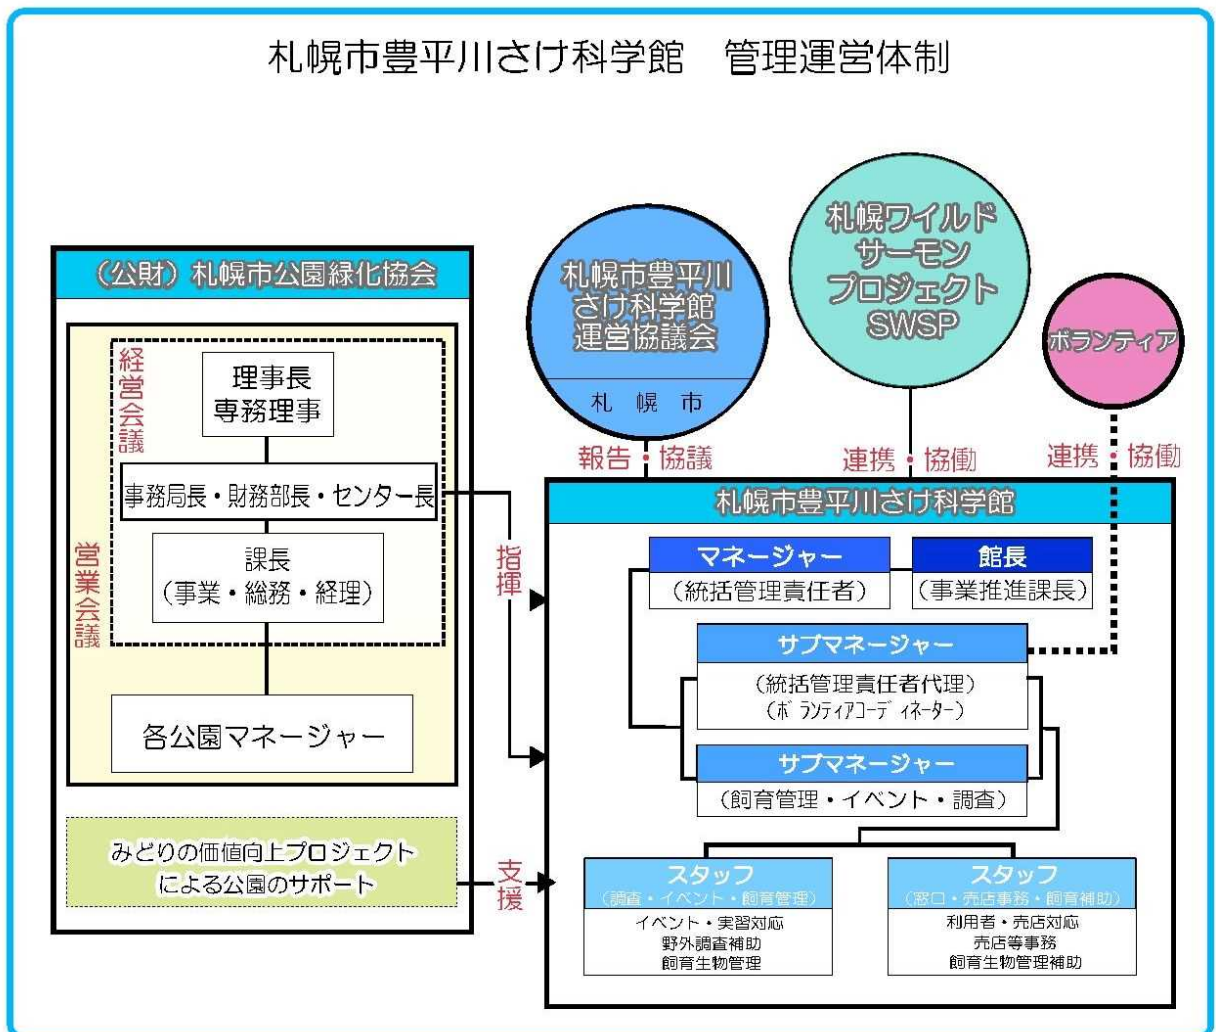 札幌市豊平川さけ科学館　管理運営体制
（公財）札幌市公園緑化協会
経営会議
理事長
専務理事
事務局長・財務部長・センター長
営業会議
課長
（事業・総務・経理）
各公園マネージャー
みどりの価値向上プロジェクト
による公園のサポート
指揮
支援
札幌市豊平川
さけ科学館
運営協議会
札　幌　市
報告・協議
札幌ワイルド
サーモン
プロジェクト
SWSP
連携・協働
ボランティア
連携・協働
札幌市豊平川さけ科学館
マネージャー
（統括管理責任者）
館長
（事業推進課長）
サブマネージャー
（統括管理責任者代理）
（ボランティアコーディネーター）
サブマネージャー
（飼育管理・イベント・調査）
スタッフ
（調査・イベント・飼育管理）
イベント・実習対応
野外調査補助
飼育生物管理
スタッフ
（窓口・売店事務・飼育補助）
利用者・売店対応
売店等事務
飼育生物管理補助